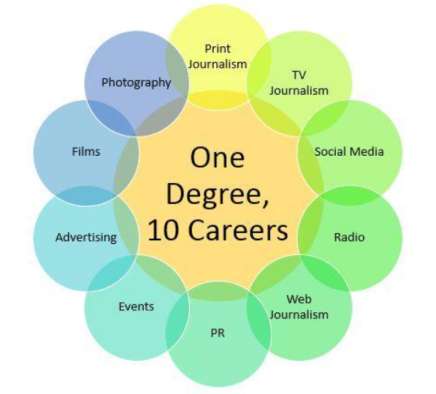 One
Degree,
10 Careers
Print
Journalism
TV
Journalism
Social Media
Radio
Web
Journalism
PR
Events
Advertising
Films
Photography